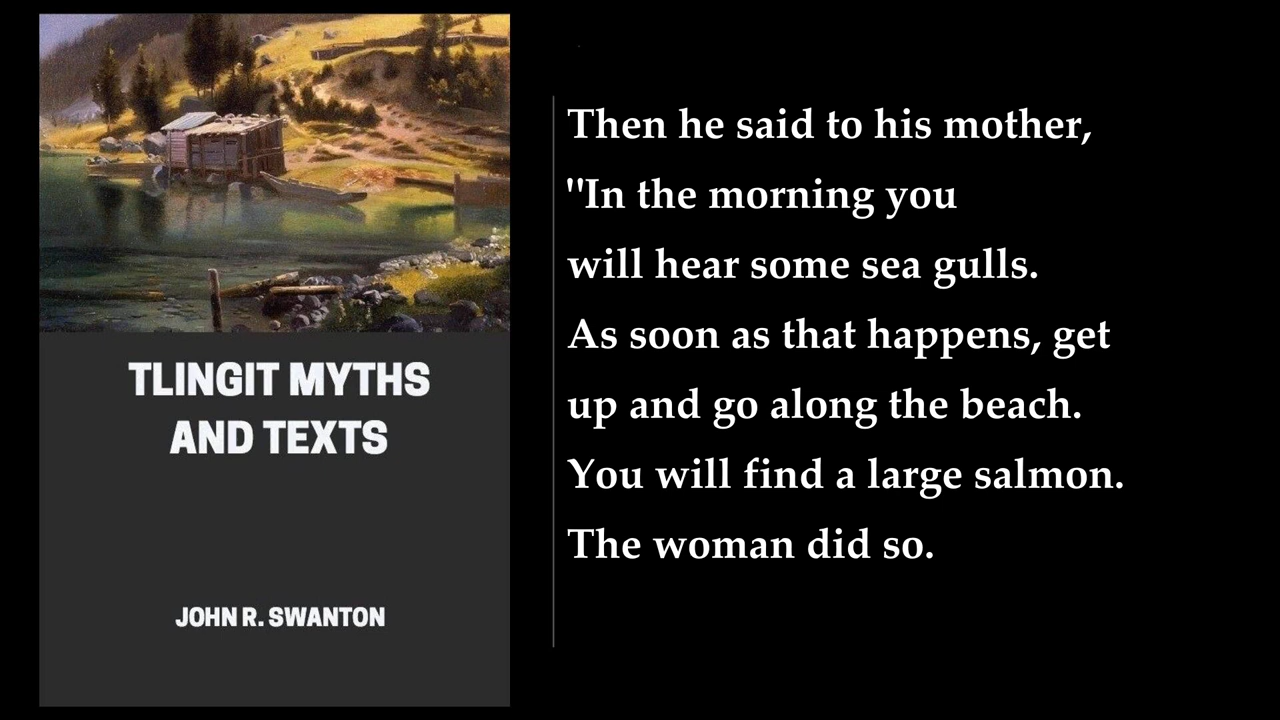 TLINGIT MYTHS
AND TEXTS
JOHN R. SWANTON
Then he said to his mother,
"In the morning you
will hear some sea gulls.
As soon as that happens, get
up and go along the beach.
You will find a large salmon.
The woman did so.